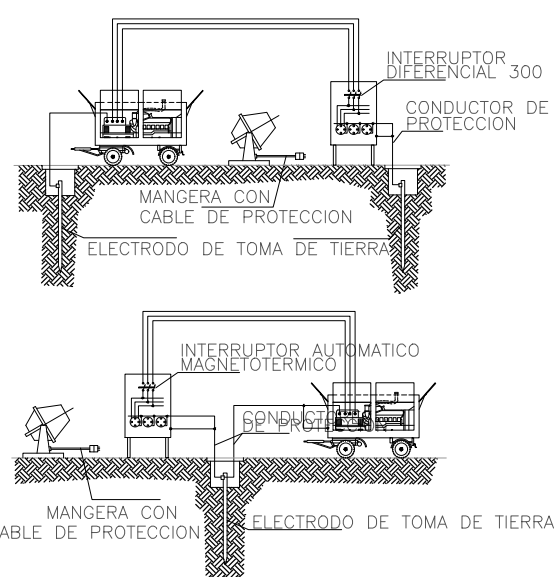 INTERRUPTOR
DIFERENCIAL 300
CONDUCTOR DE
PROTECCION
MANGERA CON
CABLE DE PROTECCION
ELECTRODO DE TOMA DE TIERRA
INTERRUPTOR AUTOMATICO
MAGNETOTERMICO
CONDUCTOR
DE PROTECCION
MANGERA CON
ABLE DE PROTECCION
ELECTRODO DE TOMA DE TIERRA